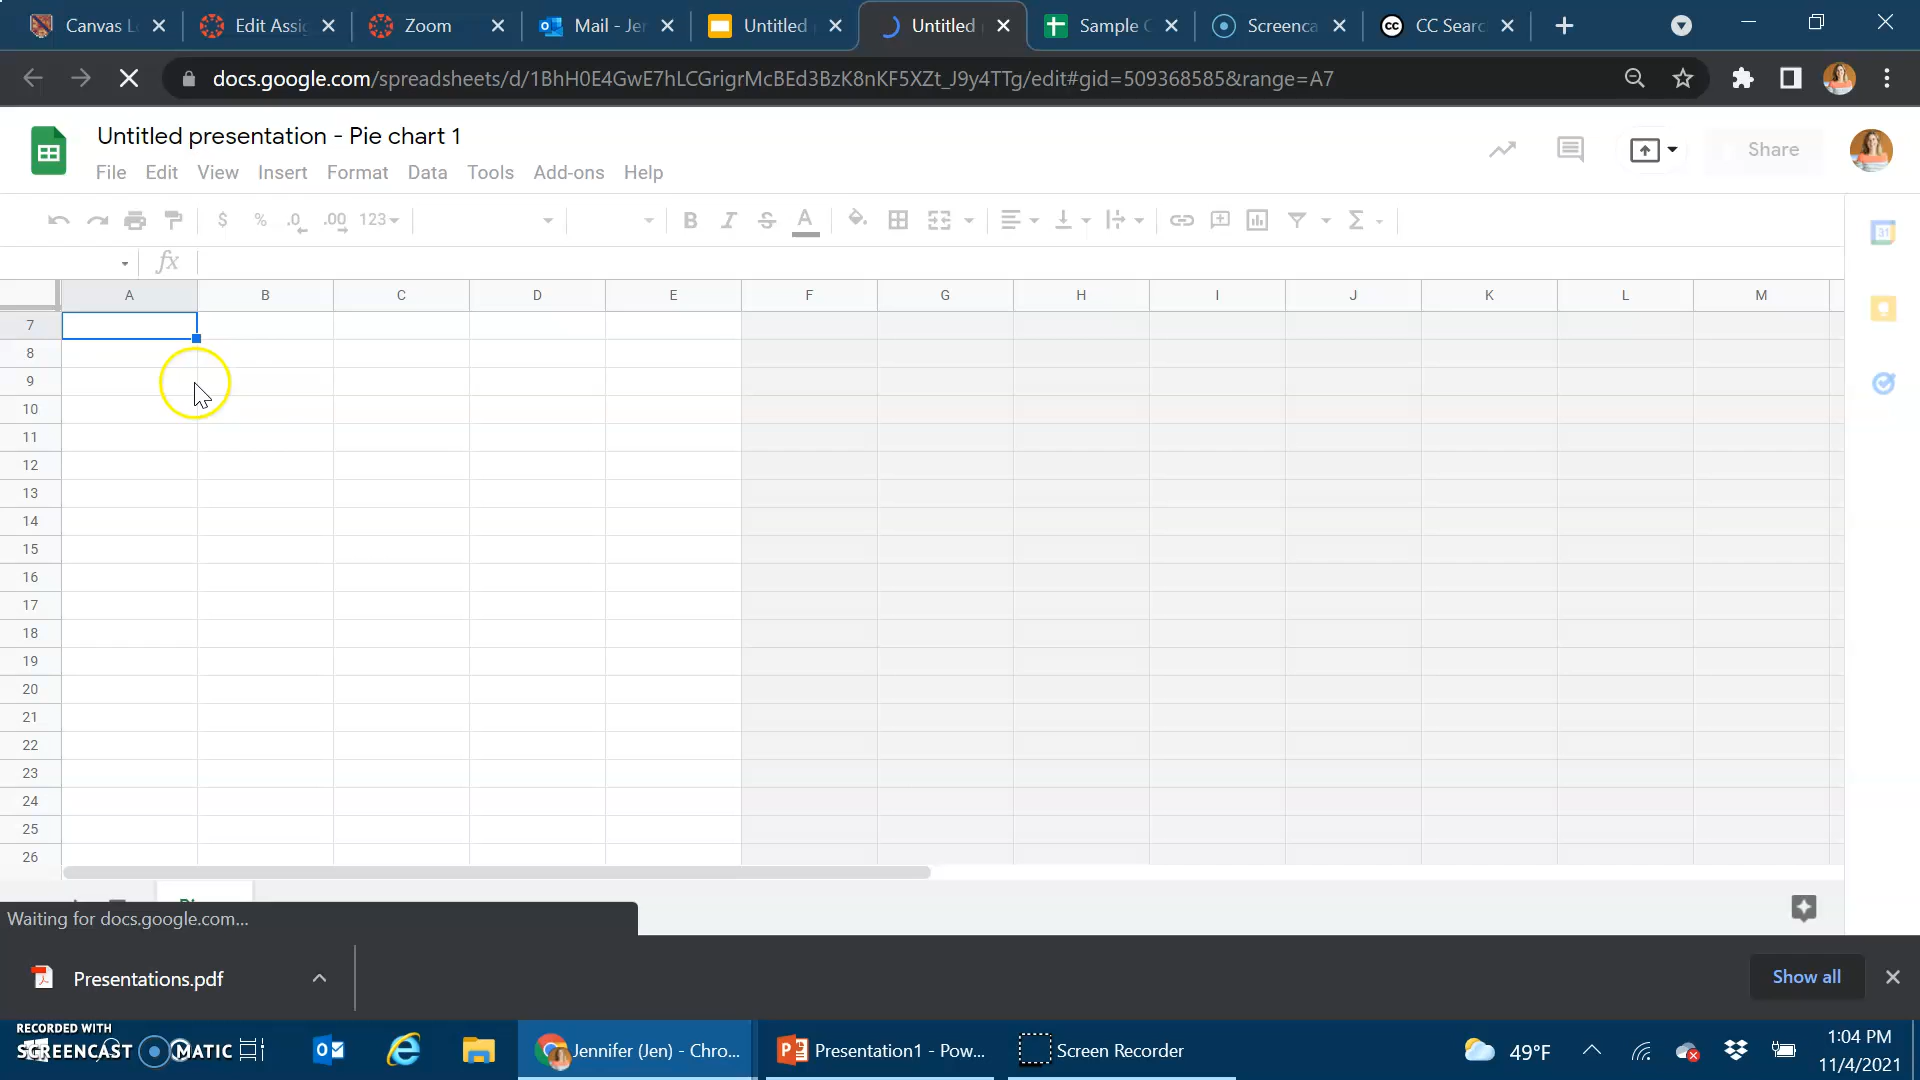 Canvas L
Edit Assig
Zoom
Mail - Jer
Untitled
Untitled
Sample C
Screenca
CC Searc
docs.google.com/spreadsheets/d/1BhH0E4GwE7hLCGrigrMcBEd3BzK8nKF5XZt_J9y4TTg/edit#gid=509368585&range=A7
Untitled presentation - Pie chart 1
File Edit View Insert Format Data Tools Add-ons Help
Share
$ % .0 .00 123 B I S A
fx
A B C D E F G H I J K L M
7
8
9
10
11
12
13
14
15
16
17
18
19
20
21
22
23
24
25
26
Waiting for docs.google.com...
Presentations.pdf
Show all
RECORDED WITH
SCREENCAST MATIC
Jennifer (Jen) - Chro...
Presentation1 - Pow...
Screen Recorder
49°F
1:04 PM
11/4/2021